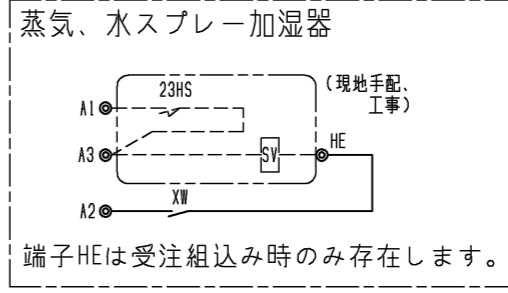 蒸気、水スプレー加湿器
(現地手配、
工事)
23HS
A1
HE
A3
SV
XW
A2
端子HEは受注組込み時のみ存在します。